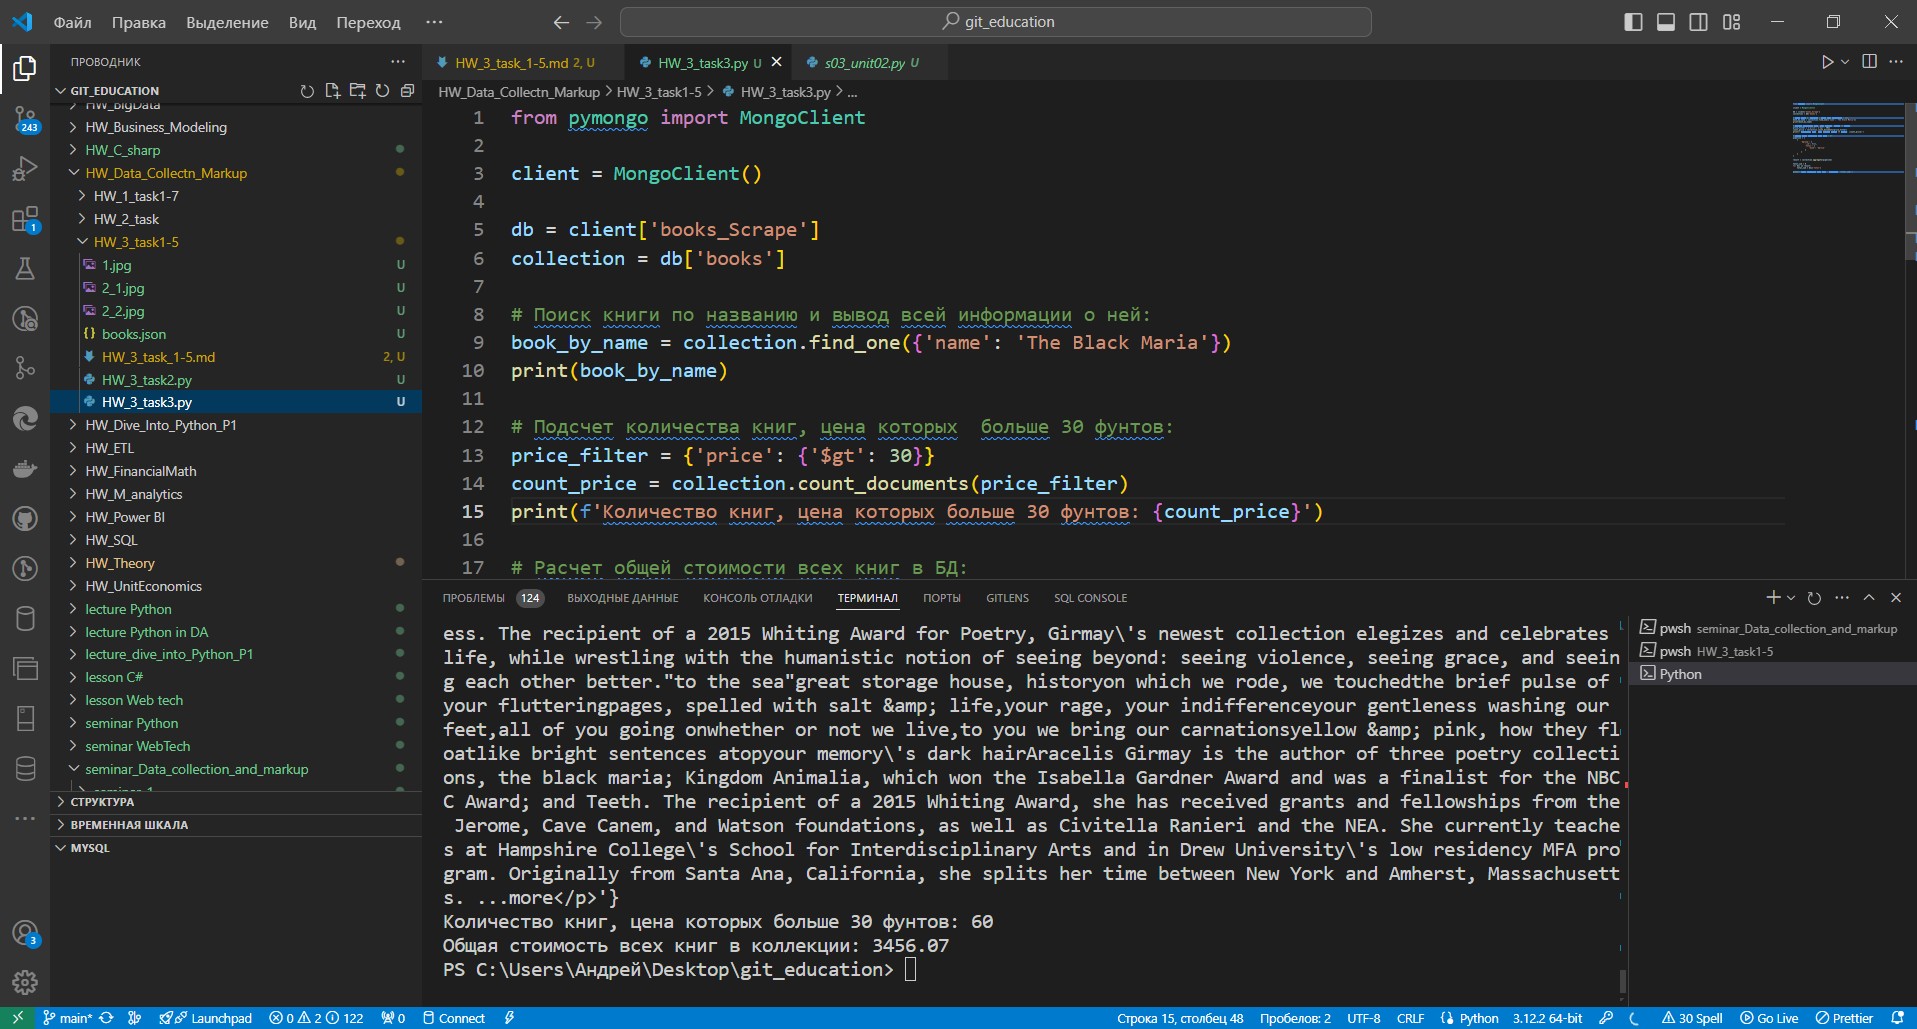 Файл Правка Выделение Вид Переход ··· git_education
ПРОВОДНИК ···
GIT_EDUCATION
HW_BigData
HW_Business_Modeling
HW_C_sharp
HW_Data_Collectn_Markup
HW_1_task1-7
HW_2_task
HW_3_task1-5
1.jpg U
2_1.jpg U
2_2.jpg U
{} books.json U
HW_3_task_1-5.md 2, U
HW_3_task2.py U
HW_3_task3.py U
HW_Dive_Into_Python_P1
HW_ETL
HW_FinancialMath
HW_M_analytics
HW_Power BI
HW_SQL
HW_Theory
HW_UnitEconomics
lecture Python
lecture Python in DA
lecture_dive_into_Python_P1
lesson C#
lesson Web tech
seminar Python
seminar WebTech
seminar_Data_collection_and_markup
seminar_1
СТРУКТУРА
ВРЕМЕННАЯ ШКАЛА
MYSQL
243
1
3
HW_3_task_1-5.md 2, U HW_3_task3.py U s03_unit02.py U
HW_Data_Collectn_Markup > HW_3_task1-5 > HW_3_task3.py > ...
1 from pymongo import MongoClient
2
3 client = MongoClient()
4
5 db = client['books_Scrape']
6 collection = db['books']
7
8 # Поиск книги по названию и вывод всей информации о ней:
9 book_by_name = collection.find_one({'name': 'The Black Maria'})
10 print(book_by_name)
11
12 # Подсчет количества книг, цена которых  больше 30 фунтов:
13 price_filter = {'price': {'$gt': 30}}
14 count_price = collection.count_documents(price_filter)
15 print(f'Количество книг, цена которых больше 30 фунтов: {count_price}')
16
17 # Расчет общей стоимости всех книг в БД:
ПРОБЛЕМЫ 124 ВЫХОДНЫЕ ДАННЫЕ КОНСОЛЬ ОТЛАДКИ ТЕРМИНАЛ ПОРТЫ GITLENS SQL CONSOLE
ess. The recipient of a 2015 Whiting Award for Poetry, Girmay\'s newest collection elegizes and celebrates
life, while wrestling with the humanistic notion of seeing beyond: seeing violence, seeing grace, and seein
g each other better."to the sea"great storage house, historyon which we rode, we touchedthe brief pulse of
your flutteringpages, spelled with salt &amp; life,your rage, your indifferenceyour gentleness washing our
feet,all of you going onwhether or not we live,to you we bring our carnationsyellow &amp; pink, how they fl
oatlike bright sentences atopyour memory\'s dark hairAracelis Girmay is the author of three poetry collecti
ons, the black maria; Kingdom Animalia, which won the Isabella Gardner Award and was a finalist for the NBC
C Award; and Teeth. The recipient of a 2015 Whiting Award, she has received grants and fellowships from the
Jerome, Cave Canem, and Watson foundations, as well as Civitella Ranieri and the NEA. She currently teache
s at Hampshire College\'s School for Interdisciplinary Arts and in Drew University\'s low residency MFA pro
gram. Originally from Santa Ana, California, she splits her time between New York and Amherst, Massachusett
s. ...more</p>'}
Количество книг, цена которых больше 30 фунтов: 60
Общая стоимость всех книг в коллекции: 3456.07
PS C:\Users\Андрей\Desktop\git_education>
pwsh seminar_Data_collection_and_markup
pwsh HW_3_task1-5
Python
main* Launchpad 0 2 122 0 Connect Строка 15, столбец 48 Пробелов: 2 UTF-8 CRLF Python 3.12.2 64-bit 30 Spell Go Live Prettier